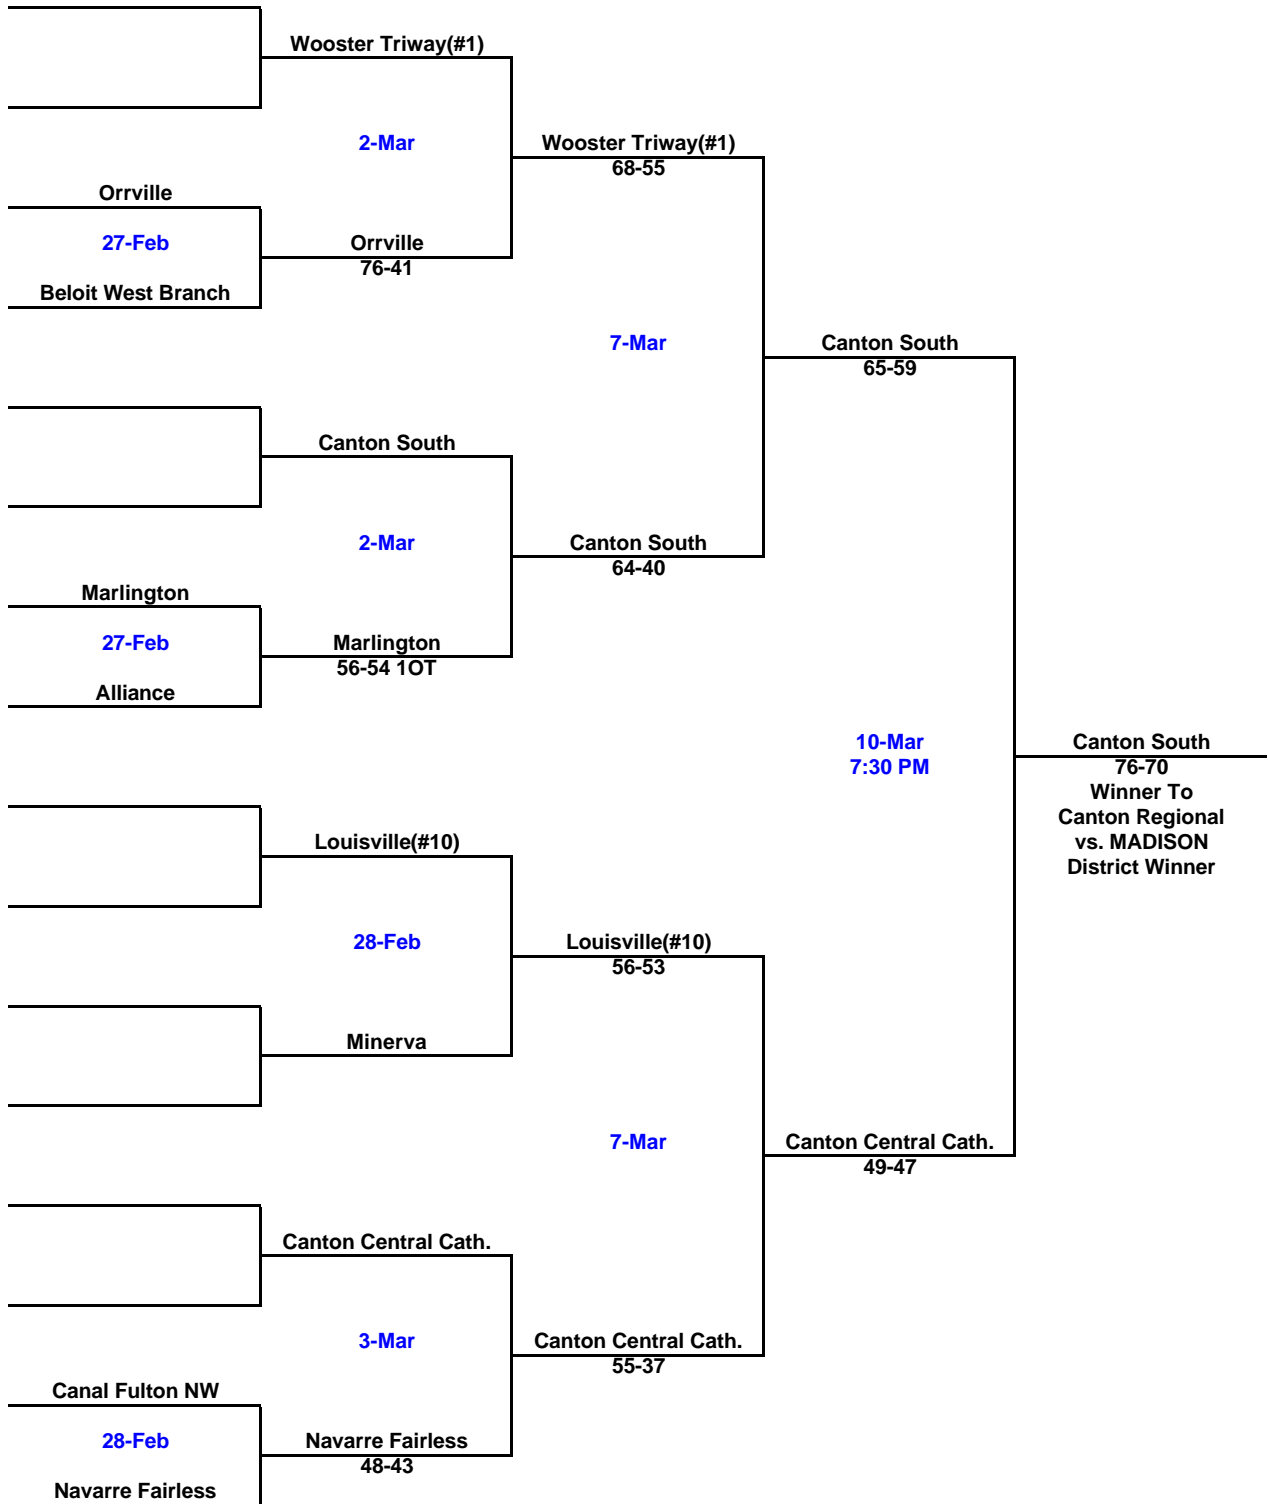 Wooster Triway(#1)
2-Mar
Wooster Triway(#1)
68-55
Orrville
27-Feb
Orrville
76-41
Beloit West Branch
7-Mar
Canton South
65-59
Canton South
2-Mar
Canton South
64-40
Marlington
27-Feb
Marlington
56-54 1OT
Alliance
10-Mar
7:30 PM
Canton South
76-70
Winner To
Canton Regional
vs. MADISON
District Winner
Louisville(#10)
28-Feb
Louisville(#10)
56-53
Minerva
7-Mar
Canton Central Cath.
49-47
Canton Central Cath.
3-Mar
Canton Central Cath.
55-37
Canal Fulton NW
28-Feb
Navarre Fairless
48-43
Navarre Fairless